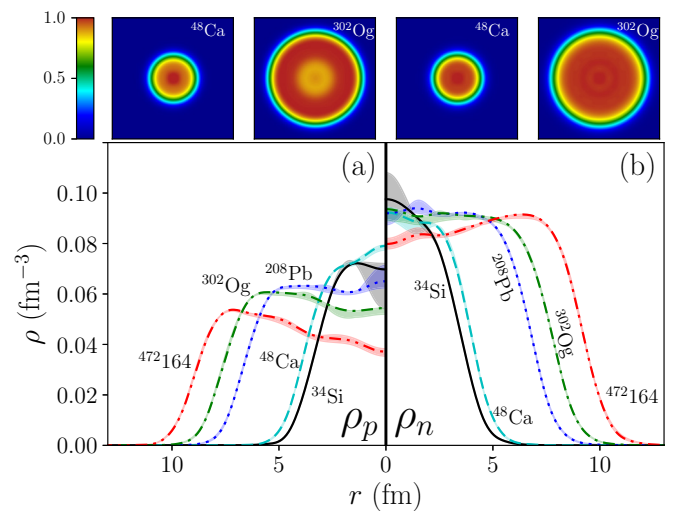 1.0
0.5
0.0
⁴⁸Ca
³⁰²Og
⁴⁸Ca
³⁰²Og
(a)
(b)
0.10
0.08
0.06
0.04
0.02
0.00
ρ (fm⁻³)
³⁰²Og
²⁰⁸Pb
⁴⁷²164
⁴⁸Ca
³⁴Si
ρₚ
ρₙ
³⁴Si
²⁰⁸Pb
³⁰²Og
⁴⁸Ca
⁴⁷²164
10
5
0
5
10
r (fm)